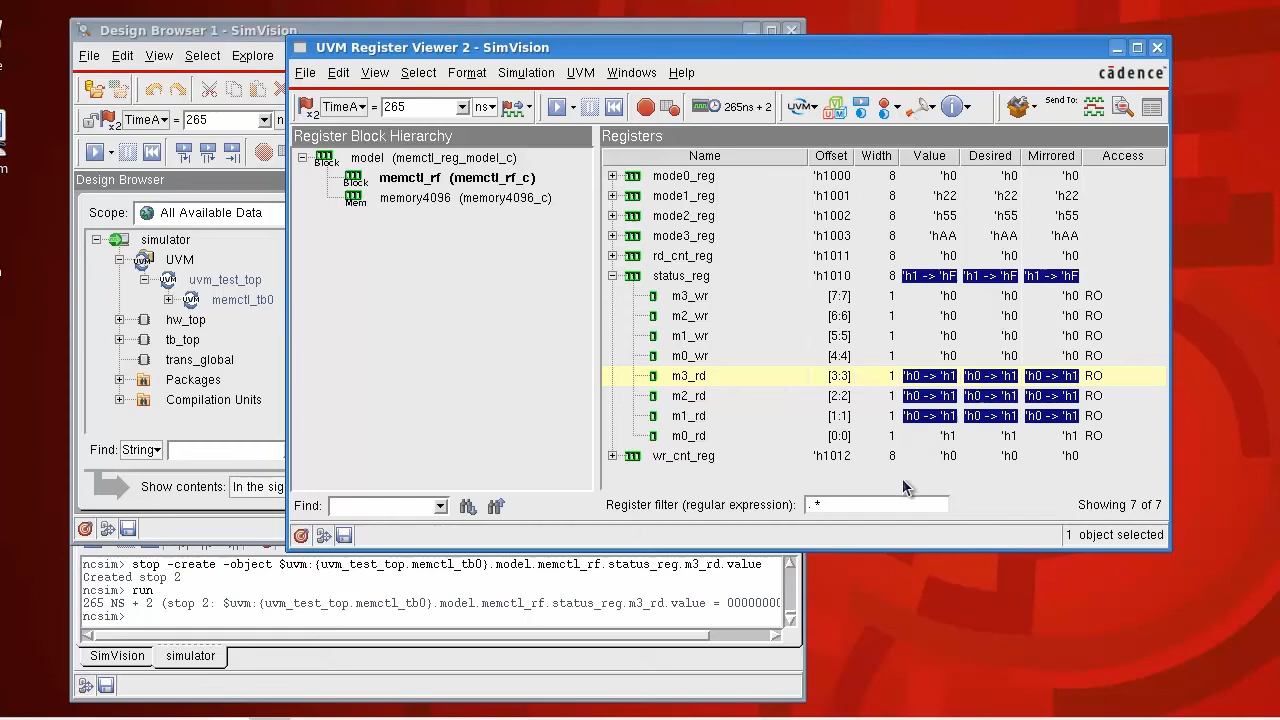 Design Browser 1 - SimVision
File Edit View Select Explore
TimeA = 265
Design Browser
Scope: All Available Data
simulator
UVM
uvm_test_top
memctl_tb0
hw_top
tb_top
trans_global
Packages
Compilation Units
Find: String
Show contents: In the sig
UVM Register Viewer 2 - SimVision
File Edit View Select Format Simulation UVM Windows Help
cādence
TimeA = 265 ns 265ns + 2 UVM Send To:
Register Block Hierarchy
Block model (memctl_reg_model_c)
Block memctl_rf (memctl_rf_c)
Mem memory4096 (memory4096_c)
Registers
Name Offset Width Value Desired Mirrored Access
mode0_reg 'h1000 8 'h0 'h0 'h0
mode1_reg 'h1001 8 'h22 'h22 'h22
mode2_reg 'h1002 8 'h55 'h55 'h55
mode3_reg 'h1003 8 'hAA 'hAA 'hAA
rd_cnt_reg 'h1011 8 'h0 'h0 'h0
status_reg 'h1010 8 'h1 -> 'hF 'h1 -> 'hF 'h1 -> 'hF
m3_wr [7:7] 1 'h0 'h0 'h0 RO
m2_wr [6:6] 1 'h0 'h0 'h0 RO
m1_wr [5:5] 1 'h0 'h0 'h0 RO
m0_wr [4:4] 1 'h0 'h0 'h0 RO
m3_rd [3:3] 1 'h0 -> 'h1 'h0 -> 'h1 'h0 -> 'h1 RO
m2_rd [2:2] 1 'h0 -> 'h1 'h0 -> 'h1 'h0 -> 'h1 RO
m1_rd [1:1] 1 'h0 -> 'h1 'h0 -> 'h1 'h0 -> 'h1 RO
m0_rd [0:0] 1 'h1 'h1 'h1 RO
wr_cnt_reg 'h1012 8 'h0 'h0 'h0
Find: Register filter (regular expression): .* Showing 7 of 7
1 object selected
ncsim> stop -create -object $uvm:{uvm_test_top.memctl_tb0}.model.memctl_rf.status_reg.m3_rd.value
Created stop 2
ncsim> run
265 NS + 2 (stop 2: $uvm:{uvm_test_top.memctl_tb0}.model.memctl_rf.status_reg.m3_rd.value = 00000000
ncsim>
SimVision simulator